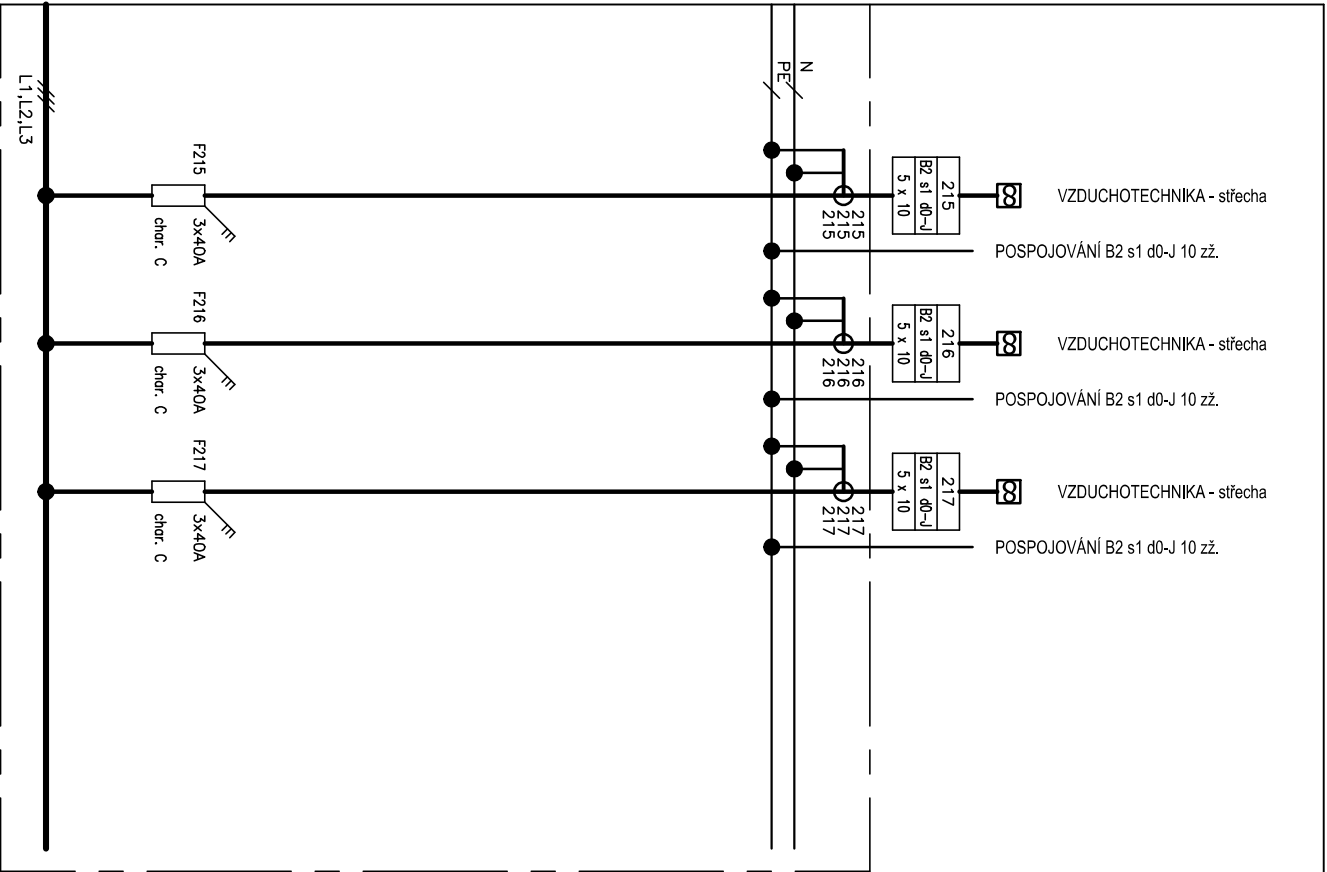 L1,L2,L3
N
PE
F215
3x40A
char. C
215
215
215
215
B2 s1 d0-J
5 x 10
VZDUCHOTECHNIKA - střecha
POSPOJOVÁNÍ B2 s1 d0-J 10 zž.
F216
3x40A
char. C
216
216
216
216
B2 s1 d0-J
5 x 10
VZDUCHOTECHNIKA - střecha
POSPOJOVÁNÍ B2 s1 d0-J 10 zž.
F217
3x40A
char. C
217
217
217
217
B2 s1 d0-J
5 x 10
VZDUCHOTECHNIKA - střecha
POSPOJOVÁNÍ B2 s1 d0-J 10 zž.